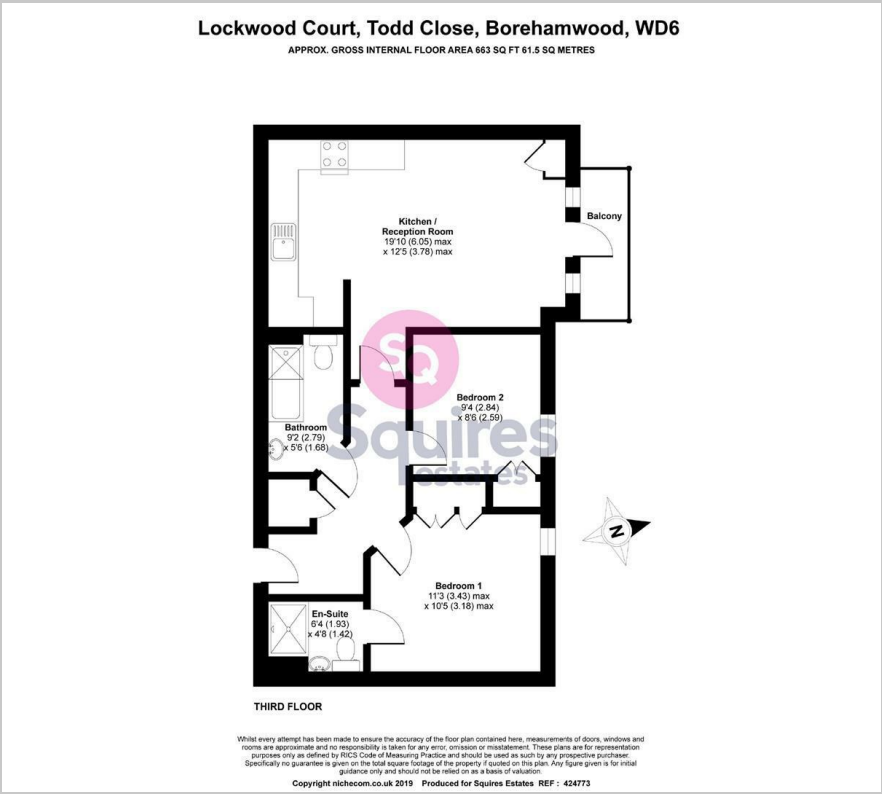 Lockwood Court, Todd Close, Borehamwood, WD6
APPROX. GROSS INTERNAL FLOOR AREA 663 SQ FT 61.5 SQ METRES
Kitchen /
Reception Room
19'10 (6.05) max
x 12'5 (3.78) max
Balcony
SQ
Squires
estates
Bedroom 2
9'4 (2.84)
x 8'6 (2.59)
Bathroom
9'2 (2.79)
x 5'6 (1.68)
N
Bedroom 1
11'3 (3.43) max
x 10'5 (3.18) max
En-Suite
6'4 (1.93)
x 4'8 (1.42)
THIRD FLOOR
Whilst every attempt has been made to ensure the accuracy of the floor plan contained here, measurements of doors, windows and
rooms are approximate and no responsibility is taken for any error, omission or misstatement. These plans are for representation
purposes only as defined by RICS Code of Measuring Practice and should be used as such by any prospective purchaser.
Specifically no guarantee is given on the total square footage of the property if quoted on this plan. Any figure given is for initial
guidance only and should not be relied on as a basis of valuation.
Copyright nichecom.co.uk 2019 Produced for Squires Estates REF : 424773